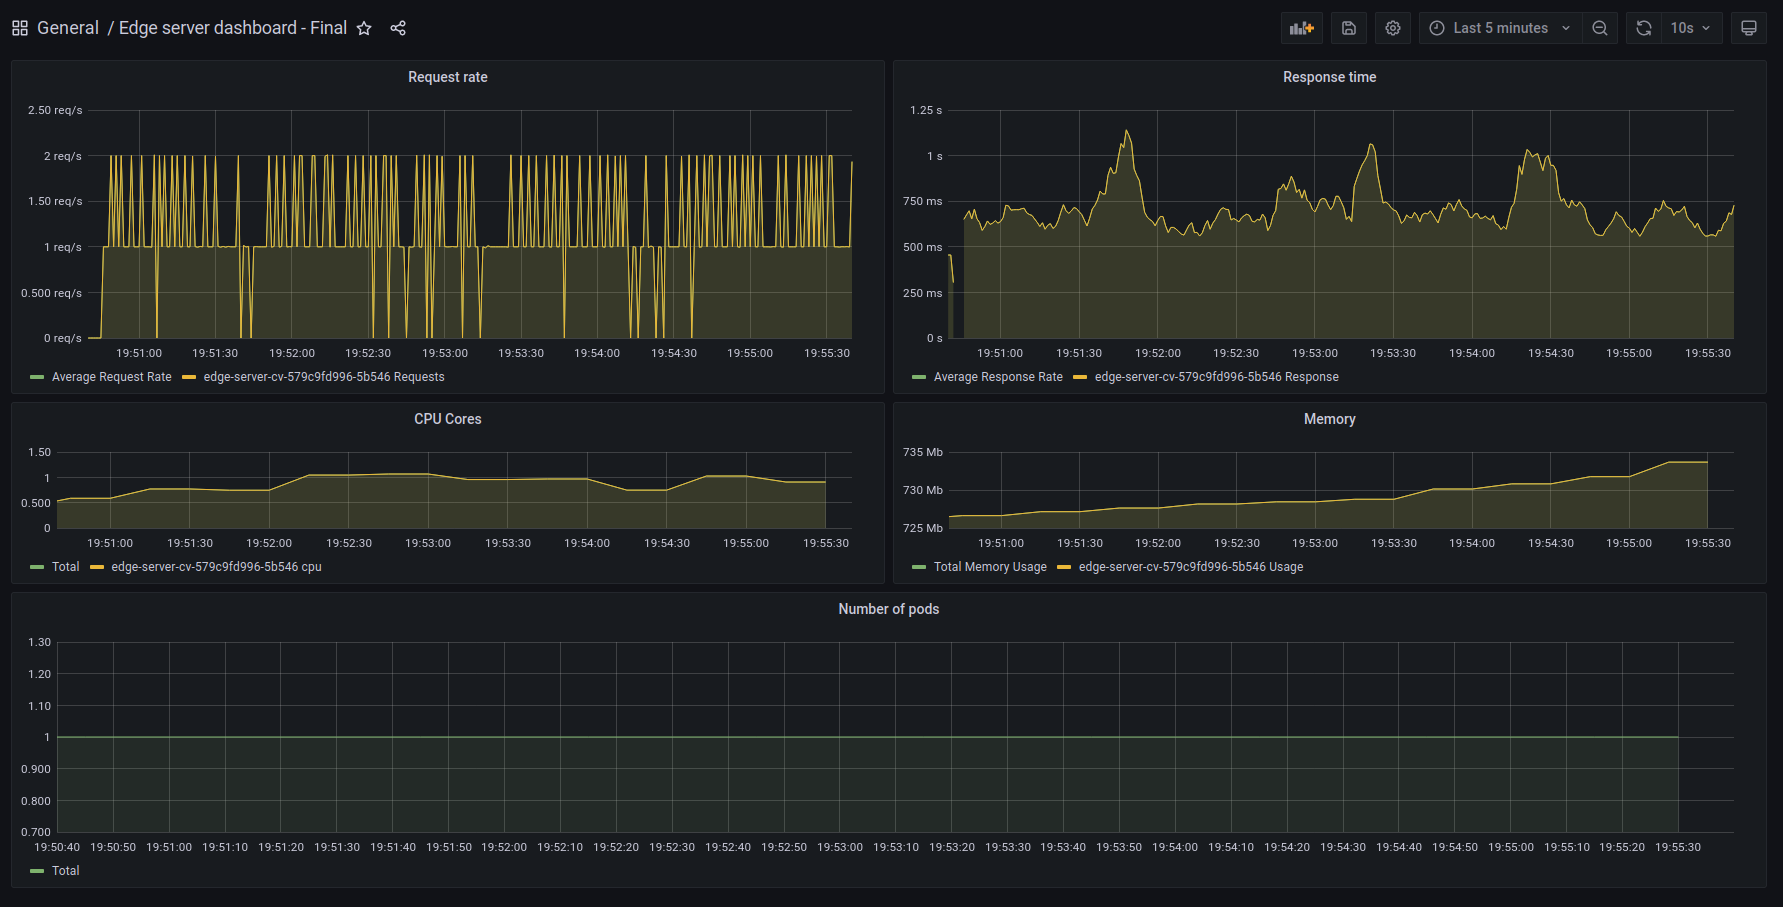 General / Edge server dashboard - Final
Last 5 minutes
10s
Request rate
2.50 req/s
2 req/s
1.50 req/s
1 req/s
0.500 req/s
0 req/s
19:51:00 19:51:30 19:52:00 19:52:30 19:53:00 19:53:30 19:54:00 19:54:30 19:55:00 19:55:30
Average Request Rate edge-server-cv-579c9fd996-5b546 Requests
Response time
1.25 s
1 s
750 ms
500 ms
250 ms
0 s
19:51:00 19:51:30 19:52:00 19:52:30 19:53:00 19:53:30 19:54:00 19:54:30 19:55:00 19:55:30
Average Response Rate edge-server-cv-579c9fd996-5b546 Response
CPU Cores
1.50
1
0.500
0
19:51:00 19:51:30 19:52:00 19:52:30 19:53:00 19:53:30 19:54:00 19:54:30 19:55:00 19:55:30
Total edge-server-cv-579c9fd996-5b546 cpu
Memory
735 Mb
730 Mb
725 Mb
19:51:00 19:51:30 19:52:00 19:52:30 19:53:00 19:53:30 19:54:00 19:54:30 19:55:00 19:55:30
Total Memory Usage edge-server-cv-579c9fd996-5b546 Usage
Number of pods
1.30
1.20
1.10
1
0.900
0.800
0.700
19:50:40 19:50:50 19:51:00 19:51:10 19:51:20 19:51:30 19:51:40 19:51:50 19:52:00 19:52:10 19:52:20 19:52:30 19:52:40 19:52:50 19:53:00 19:53:10 19:53:20 19:53:30 19:53:40 19:53:50 19:54:00 19:54:10 19:54:20 19:54:30 19:54:40 19:54:50 19:55:00 19:55:10 19:55:20 19:55:30
Total